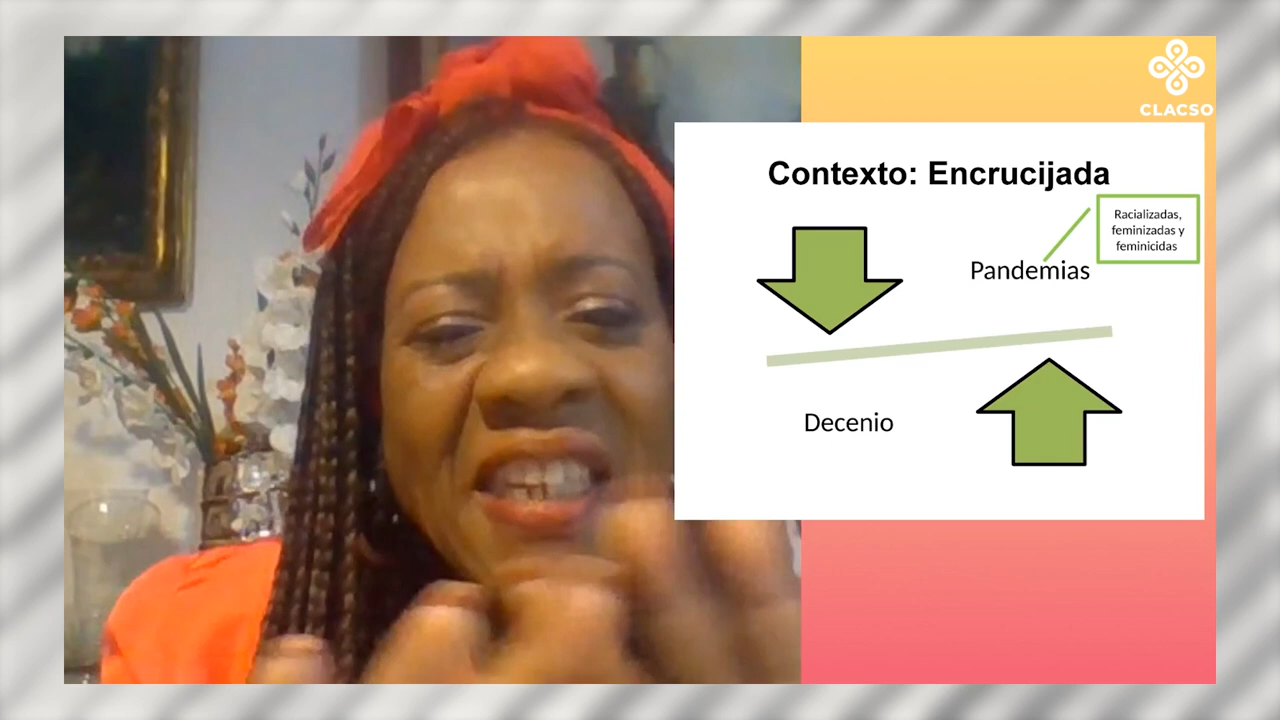 CLACSO
Contexto: Encrucijada
Racializadas,
feminizadas y
feminicidas
Pandemias
Decenio